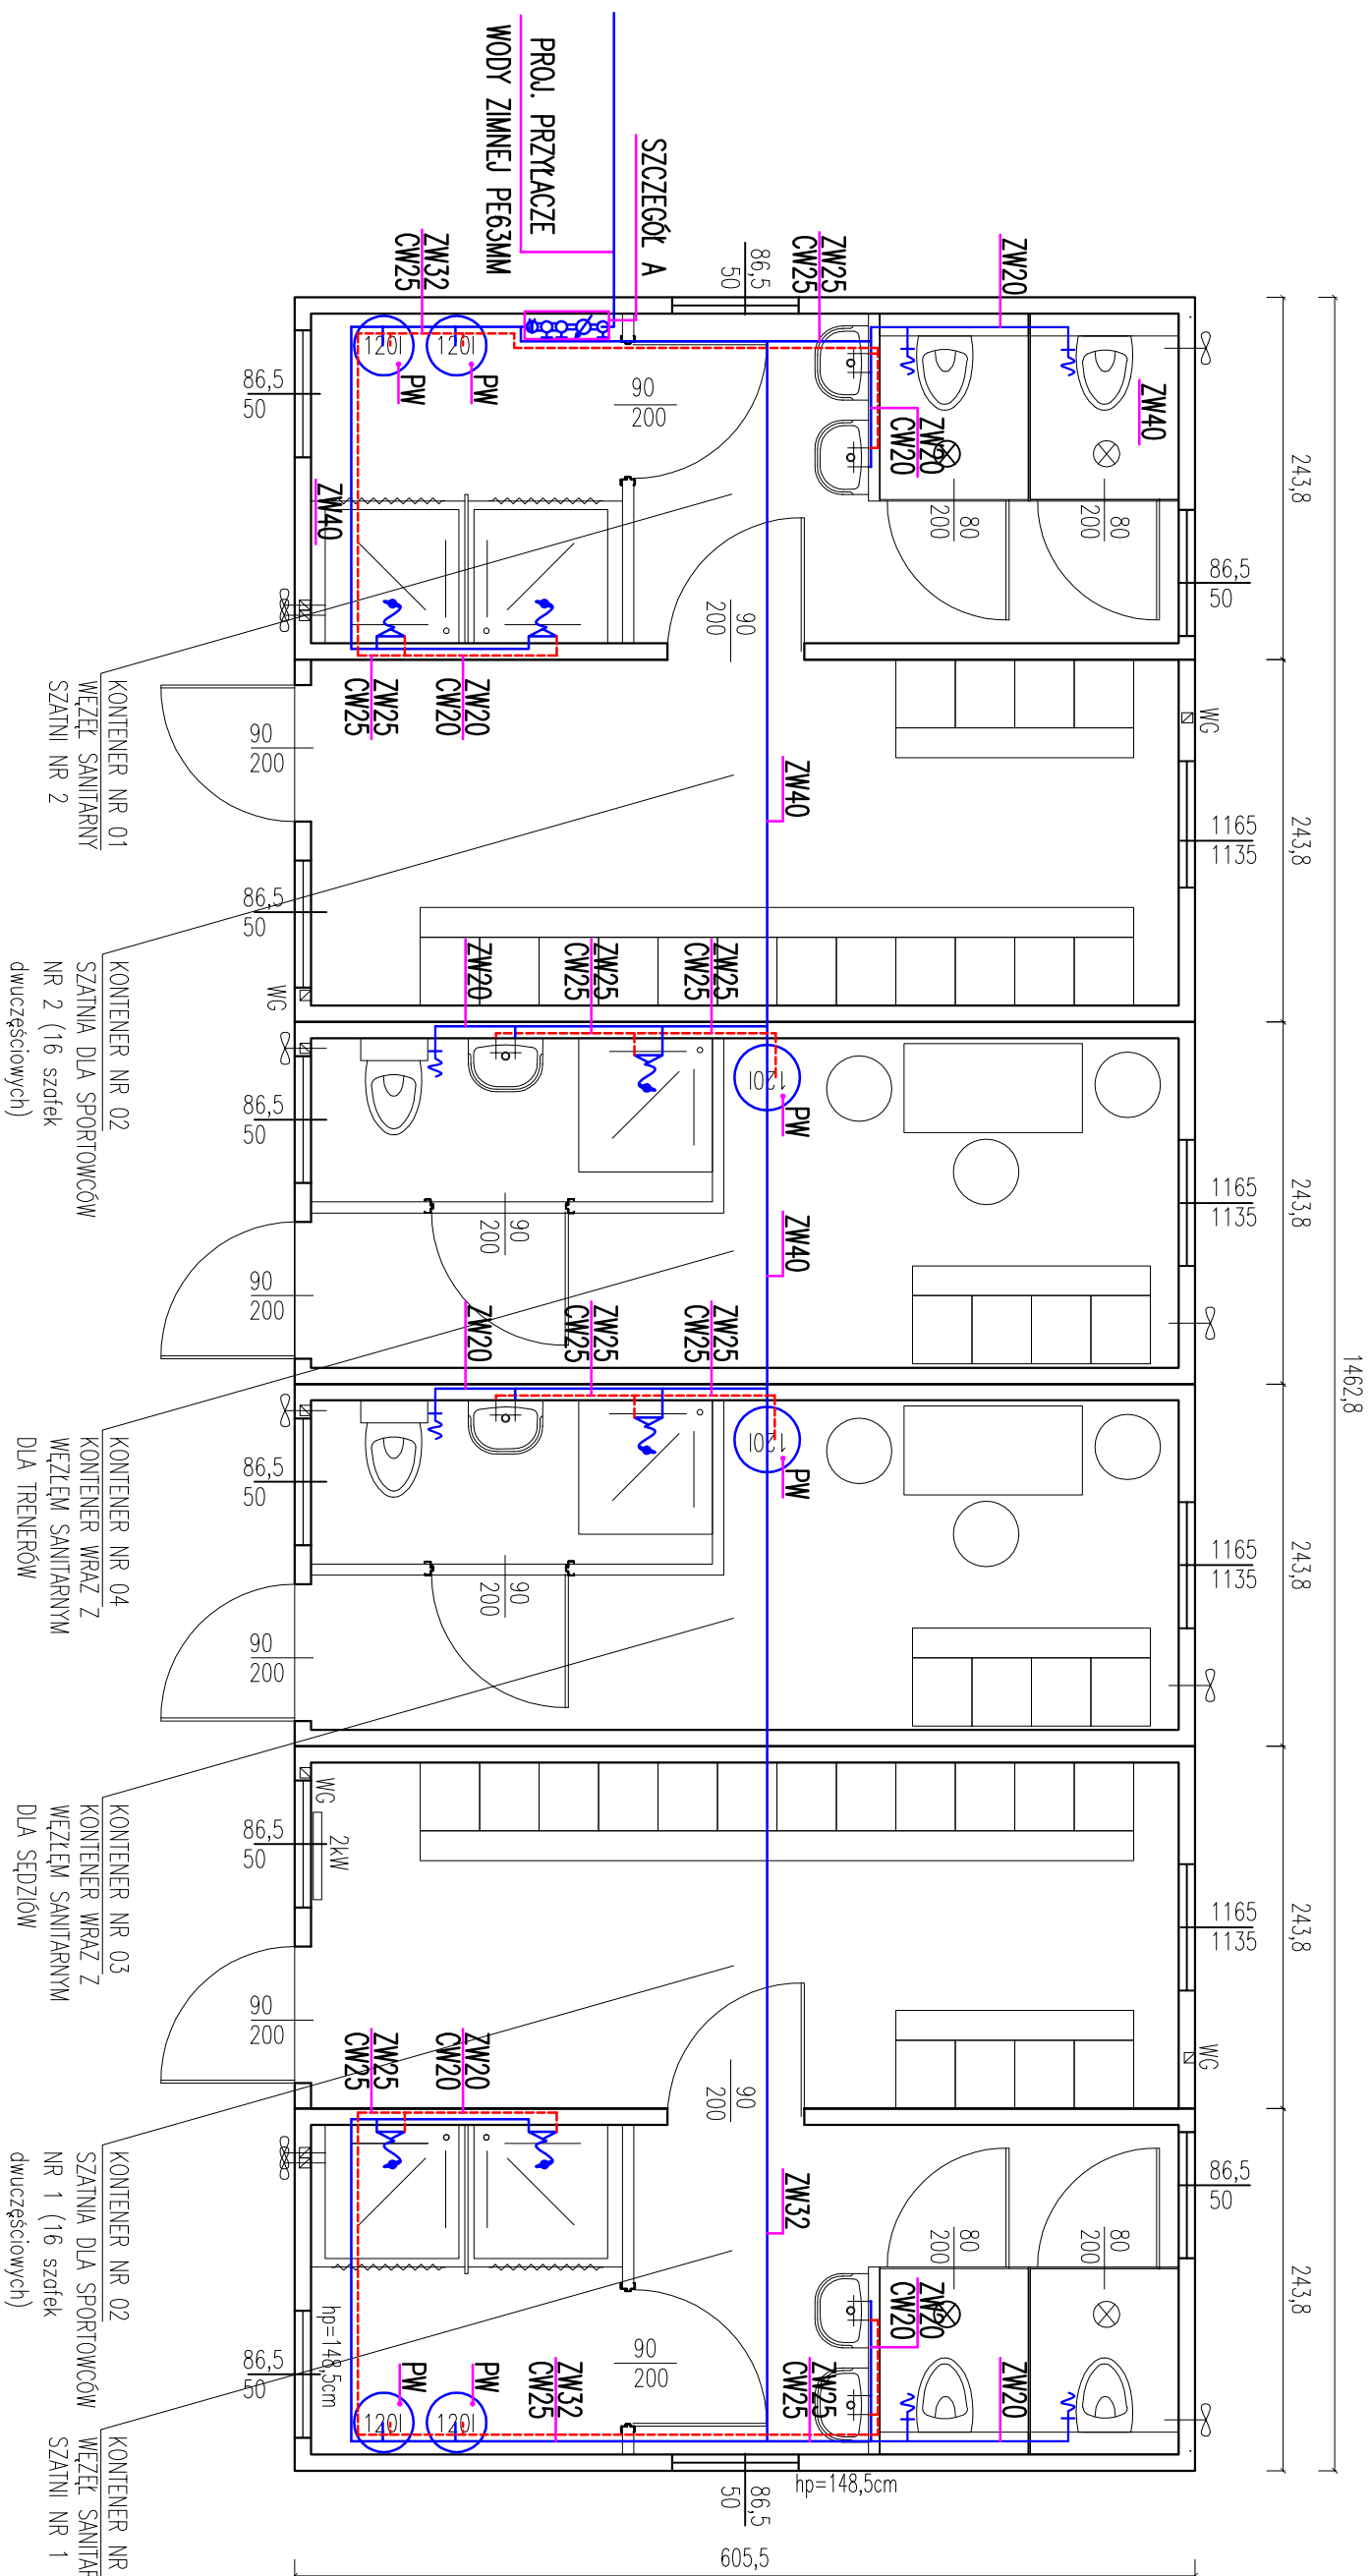 1462,8
243,8
243,8
243,8
243,8
243,8
243,8
605,5
PROJ. PRZYŁĄCZE
WODY ZIMNEJ PE63MM
SZCZEGÓŁ A
86,5
50
ZW32
CW25
ZW25
CW25
ZW20
ZW40
ZW20
CW20
120l
120l
PW
PW
90
200
80
200
80
200
86,5
50
86,5
50
ZW40
90
200
ZW25
CW25
ZW20
CW20
KONTENER NR 01
WĘZEŁ SANITARNY
SZATNI NR 2
90
200
WG
1165
1135
ZW40
86,5
50
WG
KONTENER NR 02
SZATNIA DLA SPORTOWCÓW
NR 2 (16 szafek
dwuczęściowych)
ZW20
ZW25
CW25
ZW25
CW25
120l
PW
86,5
50
90
200
1165
1135
ZW40
90
200
KONTENER NR 04
KONTENER WRAZ Z
WĘZŁEM SANITARNYM
DLA TRENERÓW
ZW20
ZW25
CW25
ZW25
CW25
120l
PW
86,5
50
90
200
1165
1135
90
200
KONTENER NR 03
KONTENER WRAZ Z
WĘZŁEM SANITARNYM
DLA SĘDZIÓW
WG
2kW
86,5
50
1165
1135
90
200
WG
ZW25
CW25
ZW20
CW20
90
200
KONTENER NR 02
SZATNIA DLA SPORTOWCÓW
NR 1 (16 szafek
dwuczęściowych)
ZW32
86,5
50
80
200
80
200
ZW20
CW20
hp=148,5cm
86,5
50
90
200
PW
PW
120l
120l
ZW32
CW25
ZW25
CW25
ZW20
hp=148,5cm
86,5
50
KONTENER NR
WĘZEŁ SANITAR
SZATNI NR 1